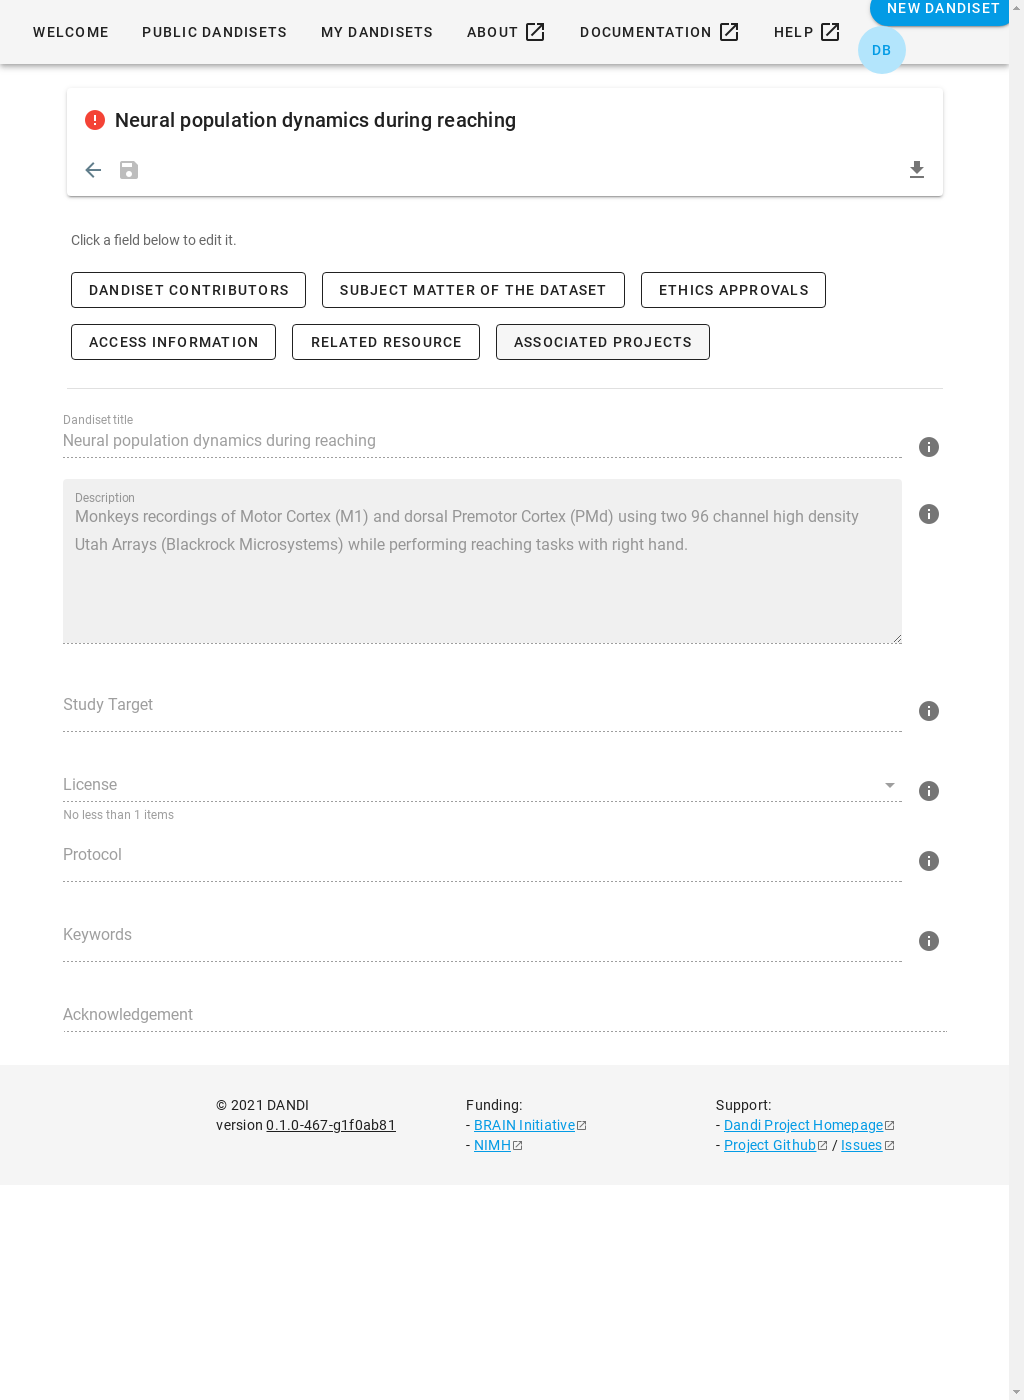 WELCOME PUBLIC DANDISETS MY DANDISETS ABOUT DOCUMENTATION HELP NEW DANDISET
DB
Neural population dynamics during reaching
Click a field below to edit it.
DANDISET CONTRIBUTORS SUBJECT MATTER OF THE DATASET ETHICS APPROVALS
ACCESS INFORMATION RELATED RESOURCE ASSOCIATED PROJECTS
Dandiset title
Neural population dynamics during reaching
Description
Monkeys recordings of Motor Cortex (M1) and dorsal Premotor Cortex (PMd) using two 96 channel high density
Utah Arrays (Blackrock Microsystems) while performing reaching tasks with right hand.
Study Target
License
No less than 1 items
Protocol
Keywords
Acknowledgement
© 2021 DANDI
version 0.1.0-467-g1f0ab81
Funding:
- BRAIN Initiative
- NIMH
Support:
- Dandi Project Homepage
- Project Github / Issues